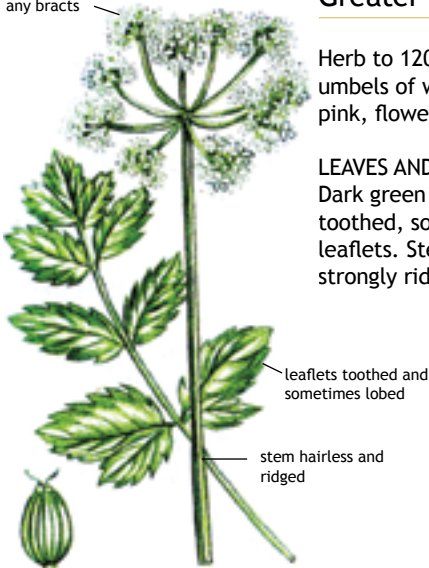 any bracts
Greater
Herb to 120
umbels of w
pink, flowe
LEAVES AND
Dark green
toothed, so
leaflets. Ste
strongly rid
leaflets toothed and
sometimes lobed
stem hairless and
ridged